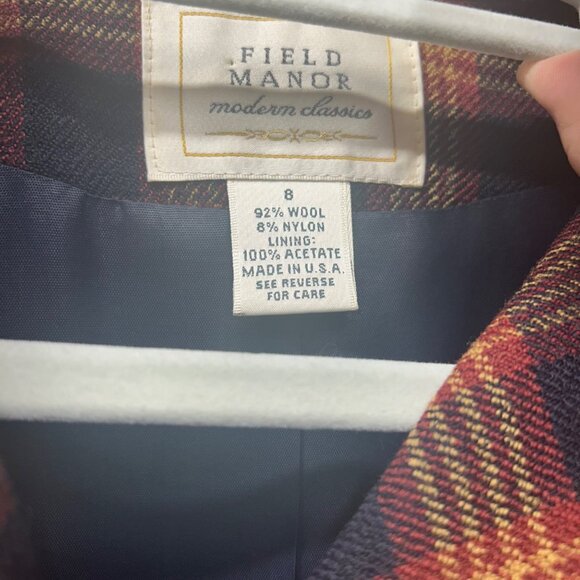 FIELD
MANOR
modern classics
8
92% WOOL
8% NYLON
LINING:
100% ACETATE
MADE IN U.S.A.
SEE REVERSE
FOR CARE